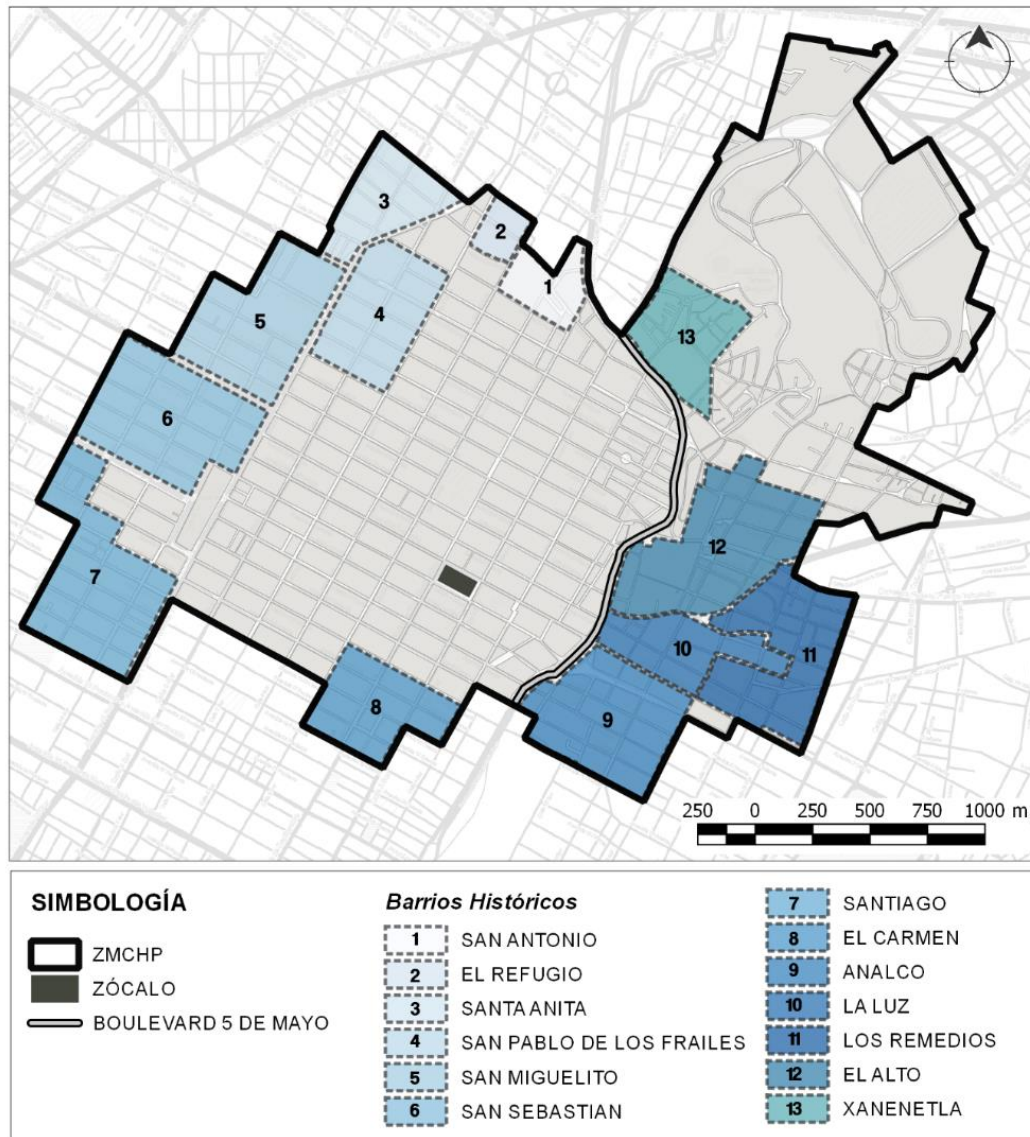 3
2
1
5
4
13
6
12
7
10
11
8
9
250 0 250 500 750 1000 m
SIMBOLOGÍA
ZMCHP
ZÓCALO
BOULEVARD 5 DE MAYO
Barrios Históricos
1 SAN ANTONIO
2 EL REFUGIO
3 SANTA ANITA
4 SAN PABLO DE LOS FRAILES
5 SAN MIGUELITO
6 SAN SEBASTIAN
7 SANTIAGO
8 EL CARMEN
9 ANALCO
10 LA LUZ
11 LOS REMEDIOS
12 EL ALTO
13 XANENETLA